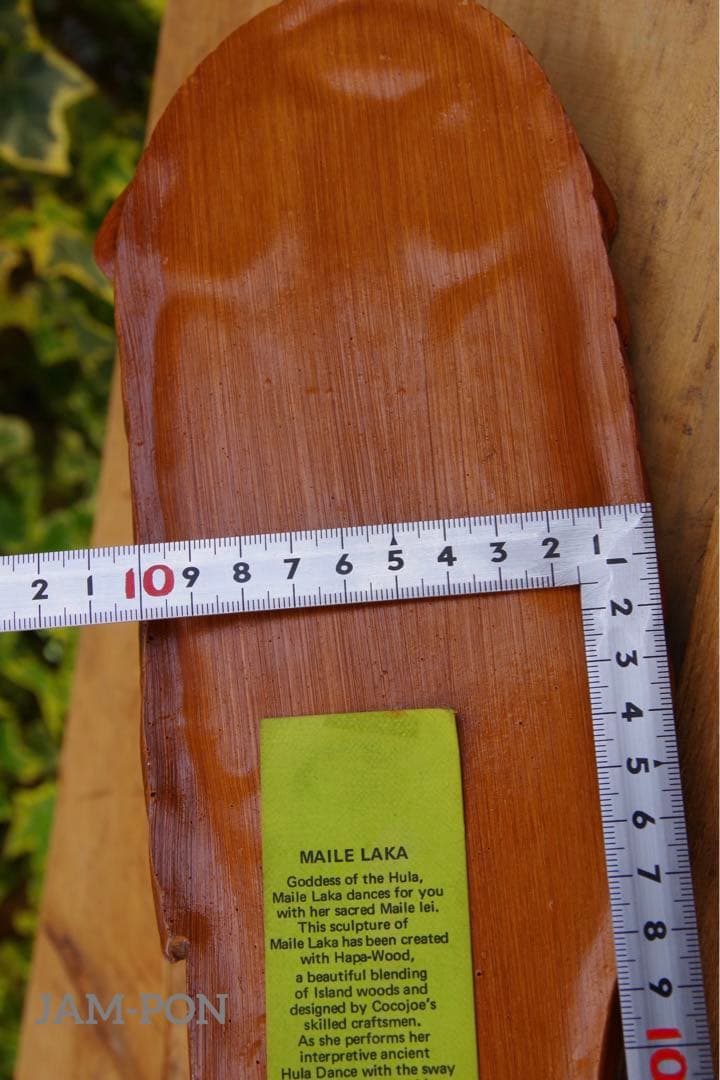 2 1 10 9 8 7 6 5 4 3 2 1
1
2
3
4
5
6
7
8
9
10
MAILE LAKA
Goddess of the Hula,
Maile Laka dances for you
with her sacred Maile lei.
This sculpture of
Maile Laka has been created
with Hapa-Wood,
a beautiful blending
of Island woods and
designed by Cocojoe's
skilled craftsmen.
As she performs her
interpretive ancient
Hula Dance with the sway
JAM-PON